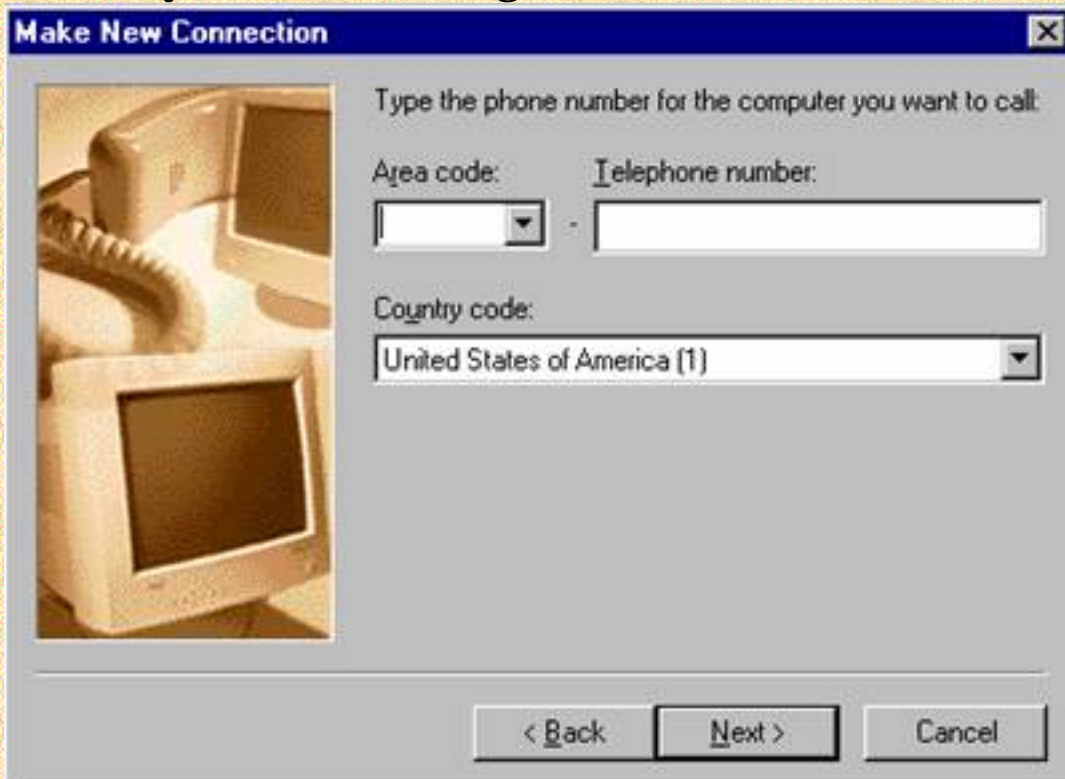 Make New Connection
Type the phone number for the computer you want to call:
Area code: Telephone number:
-
Country code:
United States of America (1)
< Back Next > Cancel